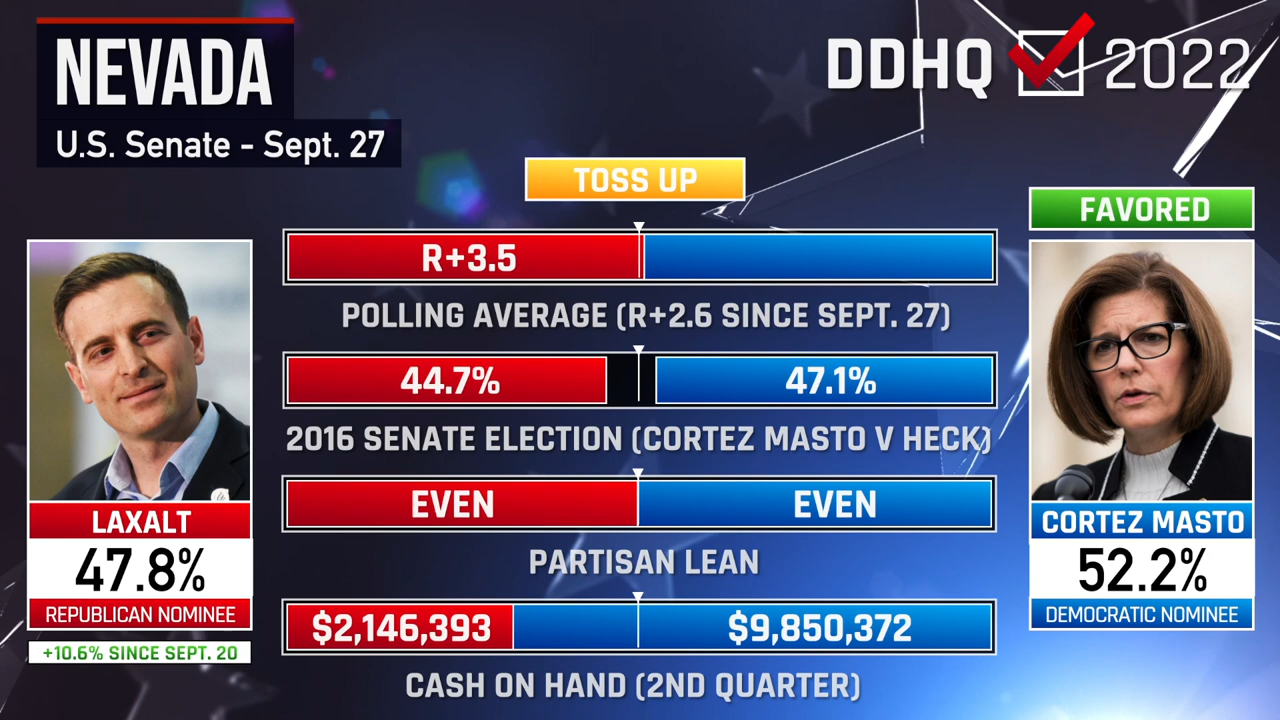 NEVADA
U.S. Senate - Sept. 27
DDHQ 2022
TOSS UP
FAVORED
R+3.5
POLLING AVERAGE (R+2.6 SINCE SEPT. 27)
44.7% 47.1%
2016 SENATE ELECTION (CORTEZ MASTO V HECK)
EVEN EVEN
PARTISAN LEAN
$2,146,393 $9,850,372
CASH ON HAND (2ND QUARTER)
LAXALT
47.8%
REPUBLICAN NOMINEE
+10.6% SINCE SEPT. 20
CORTEZ MASTO
52.2%
DEMOCRATIC NOMINEE